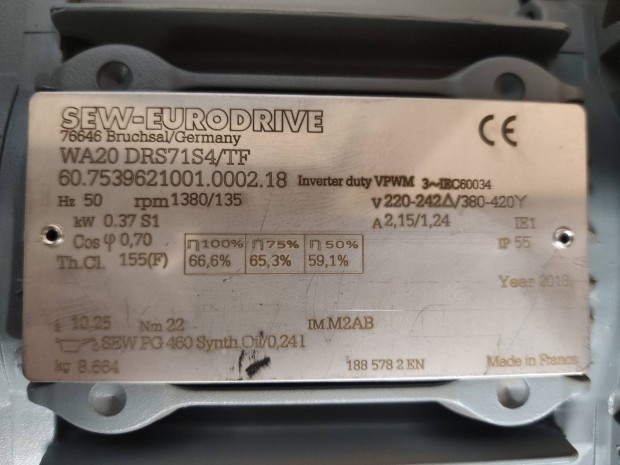 SEW-EURODRIVE CE
76646 Bruchsal/Germany
WA20 DRS71S4/TF
60.7539621001.0002.18 Inverter duty VPWM 3~IEC60034
Hz 50 rpm 1380/135 V 220-242Δ/380-420Y
kW 0.37 S1 A 2,15/1,24 IE1
Cos φ 0,70 η100% η 75% η 50% IP 55
Th.Cl. 155(F) 66,6% 65,3% 59,1%
Year 2018
i 10,25 Nm 22 IM M2AB
SEW PG 460 Synth Oil/0,24 l
kg 8.664 188 578 2 EN Made in France